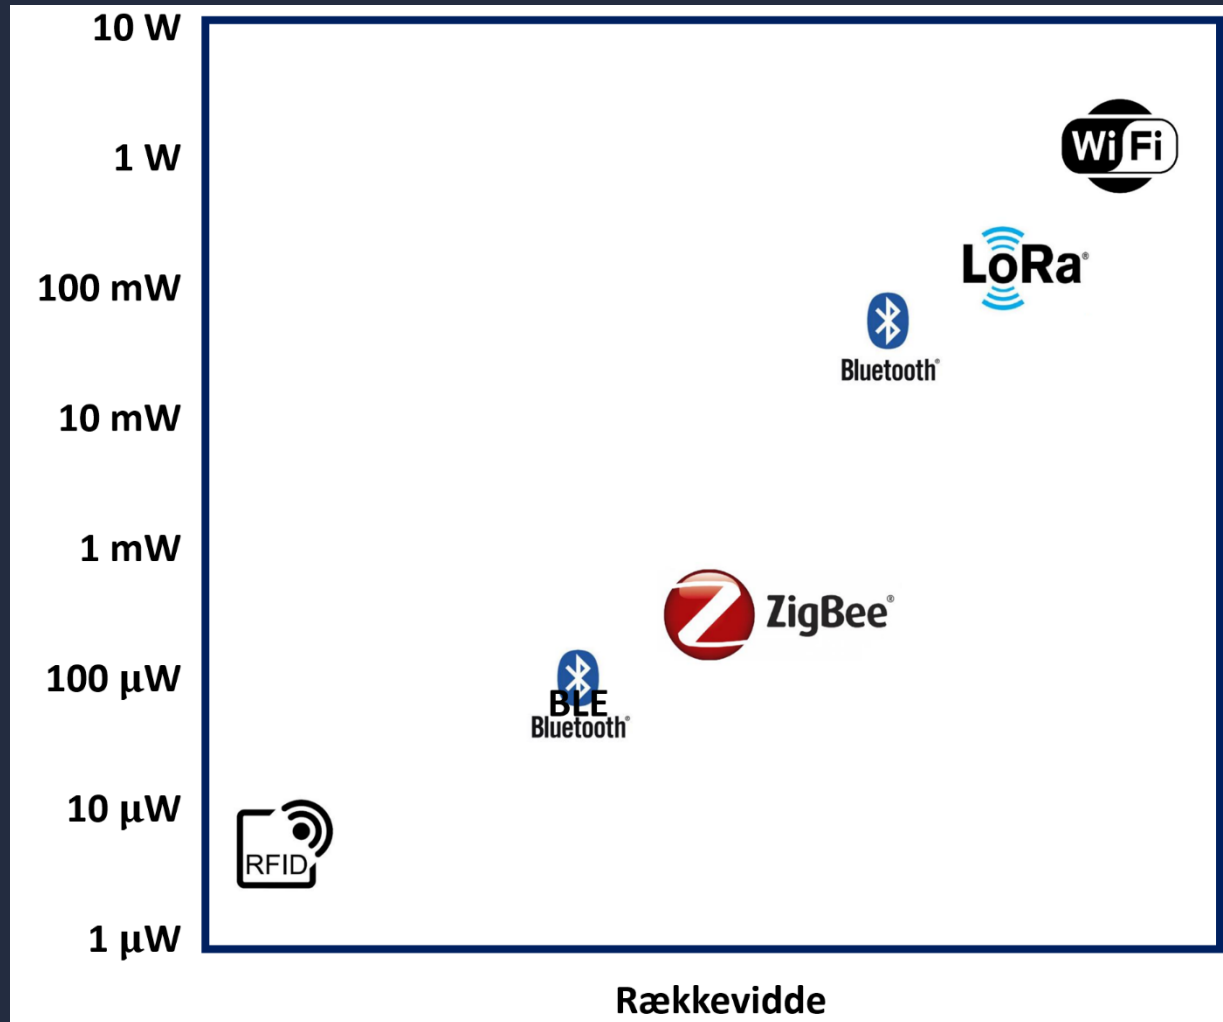 10 W
WiFi
1 W
LoRa®
100 mW
Bluetooth®
10 mW
1 mW
ZigBee®
100 μW
BLE
Bluetooth®
10 μW
RFID
1 μW
Rækkevidde